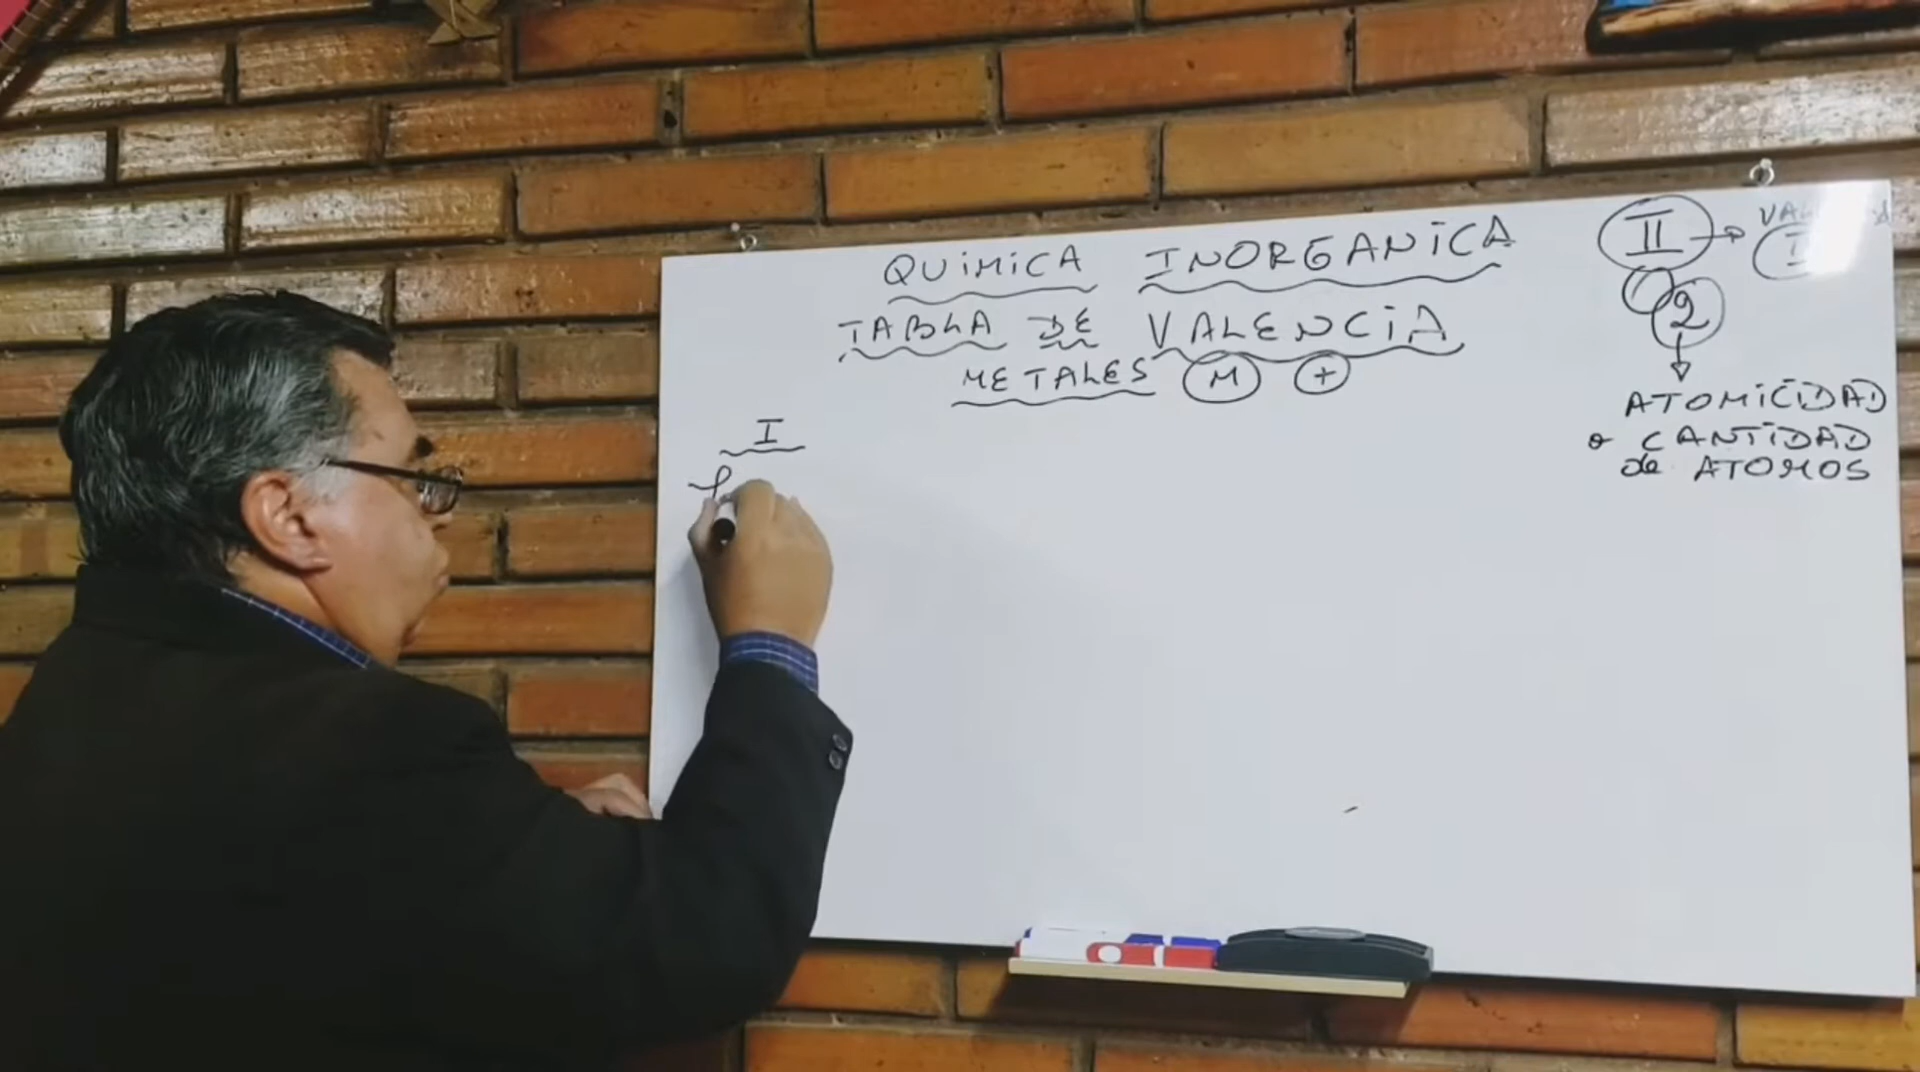 QUIMICA INORGANICA
TABLA DE VALENCIA
METALES M +
I
II
2
ATOMICIDAD
o CANTIDAD
de ATOMOS